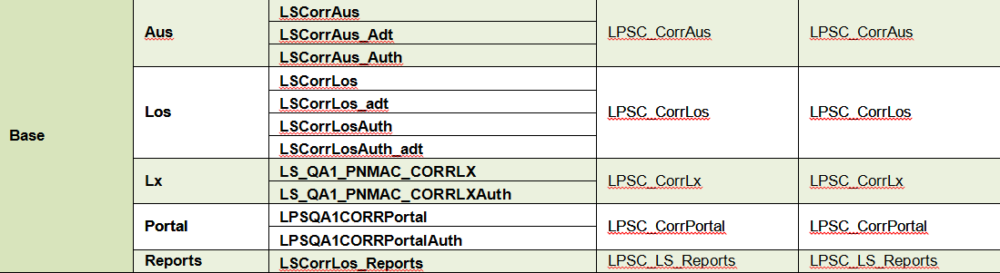 Base
Aus
LSCorrAus
LSCorrAus_Adt
LSCorrAus_Auth
LPSC_CorrAus
LPSC_CorrAus
Los
LSCorrLos
LSCorrLos_adt
LSCorrLosAuth
LSCorrLosAuth_adt
LPSC_CorrLos
LPSC_CorrLos
Lx
LS_QA1_PNMAC_CORRLX
LS_QA1_PNMAC_CORRLXAuth
LPSC_CorrLx
LPSC_CorrLx
Portal
LPSQA1CORRPortal
LPSQA1CORRPortalAuth
LPSC_CorrPortal
LPSC_CorrPortal
Reports
LSCorrLos_Reports
LPSC_LS_Reports
LPSC_LS_Reports